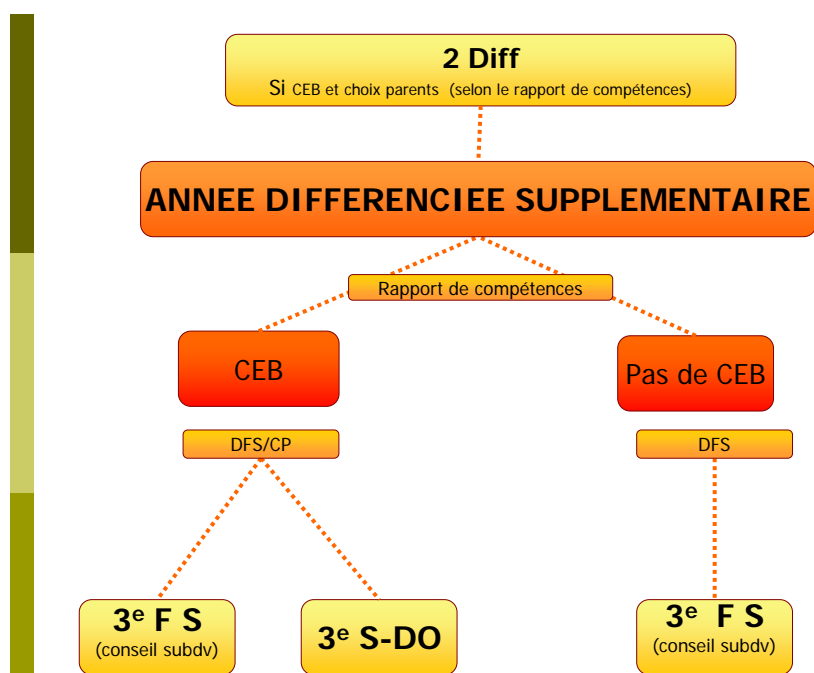 2 Diff
Si CEB et choix parents (selon le rapport de compétences)
ANNEE DIFFERENCIEE SUPPLEMENTAIRE
Rapport de compétences
CEB
Pas de CEB
DFS/CP
DFS
3e F S
(conseil subdv)
3e S-DO
3e F S
(conseil subdv)